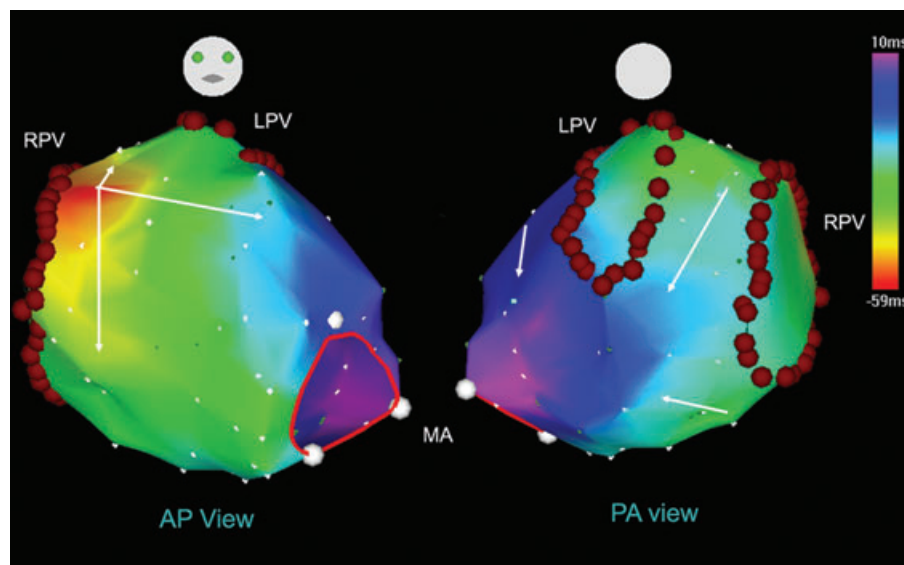 10ms
RPV
LPV
LPV
RPV
-59ms
MA
AP View
PA view